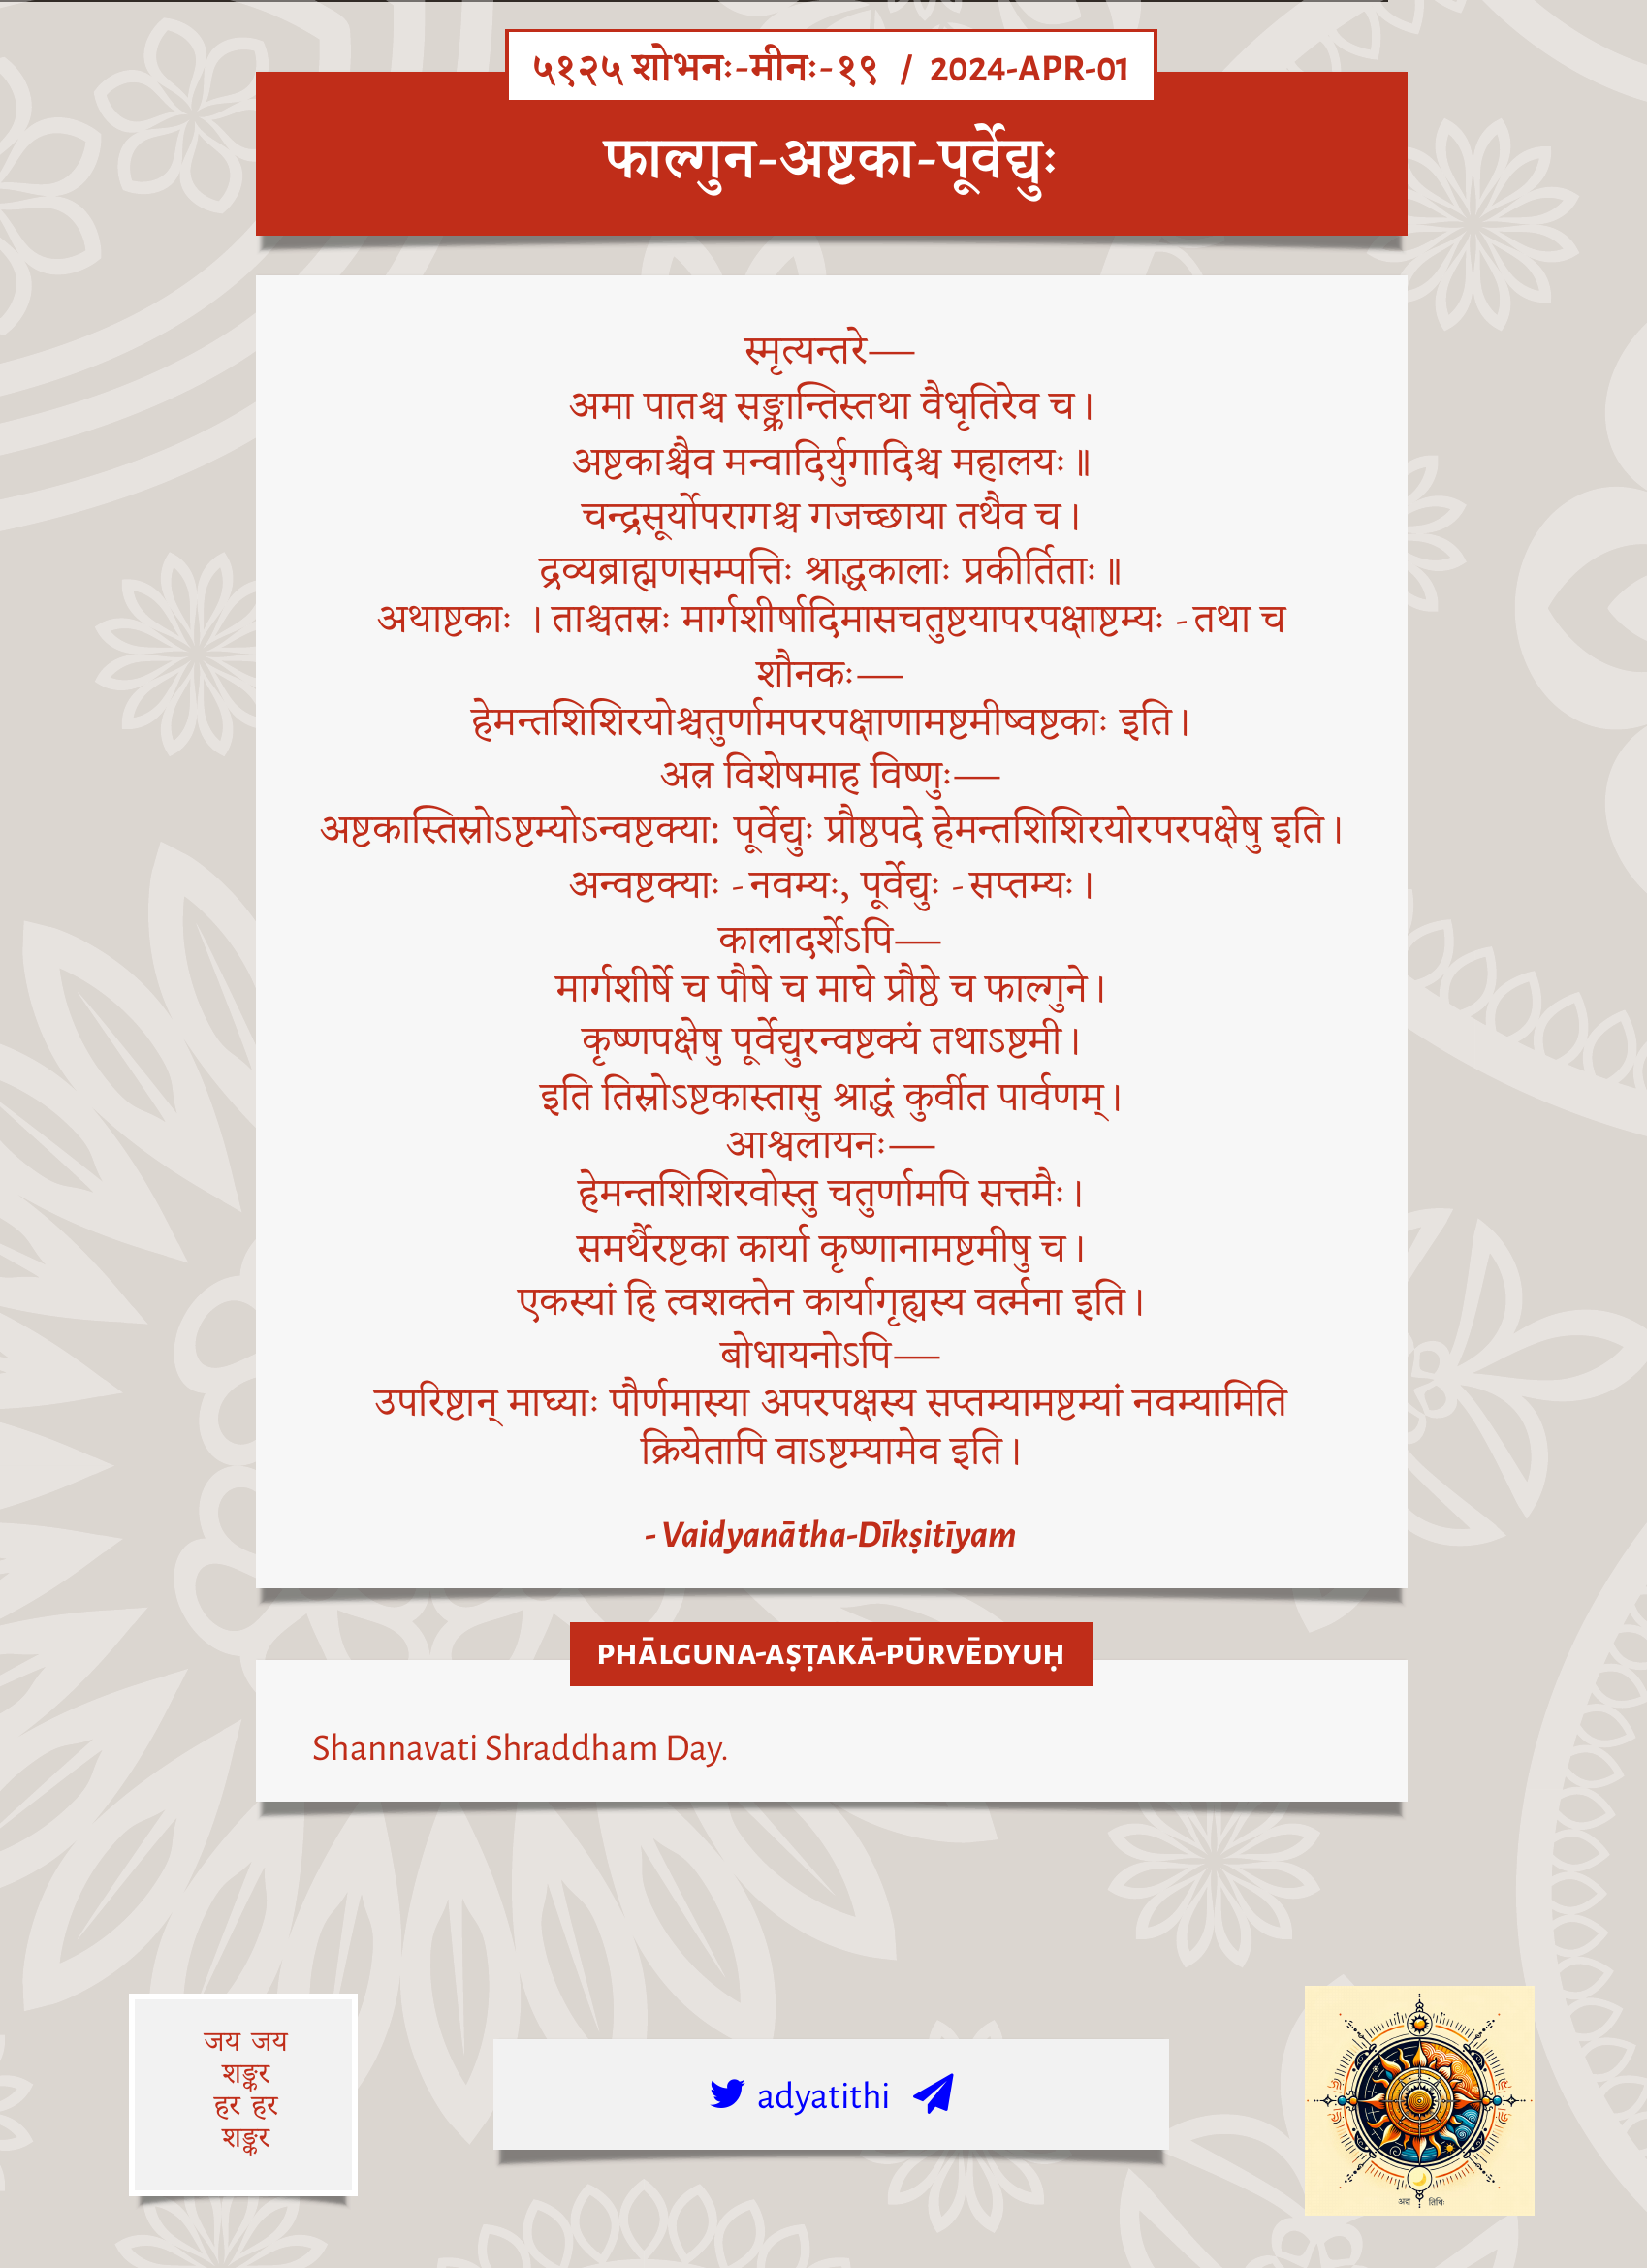 ५१२५ शोभनः-मीनः-१९ / 2024-APR-01
फाल्गुन-अष्टका-पूर्वेद्युः
स्मृत्यन्तरे—
अमा पातश्च सङ्क्रान्तिस्तथा वैधृतिरेव च।
अष्टकाश्चैव मन्वादिर्युगादिश्च महालयः॥
चन्द्रसूर्योपरागश्च गजच्छाया तथैव च।
द्रव्यब्राह्मणसम्पत्तिः श्राद्धकालाः प्रकीर्तिताः॥
अथाष्टकाः । ताश्चतस्रः मार्गशीर्षादिमासचतुष्टयापरपक्षाष्टम्यः - तथा च
शौनकः—
हेमन्तशिशिरयोश्चतुर्णामपरपक्षाणामष्टमीष्वष्टकाः इति।
अत्र विशेषमाह विष्णुः—
अष्टकास्तिस्रोऽष्टम्योऽन्वष्टक्या: पूर्वेद्युः प्रौष्ठपदे हेमन्तशिशिरयोरपरपक्षेषु इति।
अन्वष्टक्याः - नवम्यः, पूर्वेद्युः - सप्तम्यः।
कालादर्शेऽपि—
मार्गशीर्षे च पौषे च माघे प्रौष्ठे च फाल्गुने।
कृष्णपक्षेषु पूर्वेद्युरन्वष्टक्यं तथाऽष्टमी।
इति तिस्रोऽष्टकास्तासु श्राद्धं कुर्वीत पार्वणम्।
आश्वलायनः—
हेमन्तशिशिरवोस्तु चतुर्णामपि सत्तमैः।
समर्थैरष्टका कार्या कृष्णानामष्टमीषु च।
एकस्यां हि त्वशक्तेन कार्यागृह्यस्य वर्त्मना इति।
बोधायनोऽपि—
उपरिष्टान् माघ्याः पौर्णमास्या अपरपक्षस्य सप्तम्यामष्टम्यां नवम्यामिति
क्रियेतापि वाऽष्टम्यामेव इति।
- Vaidyanātha-Dīkṣitīyam
PHĀLGUNA-AṢṬAKĀ-PŪRVĒDYUḤ
Shannavati Shraddham Day.
जय जय
शङ्कर
हर हर
शङ्कर
adyatithi
अद्य तिथिः